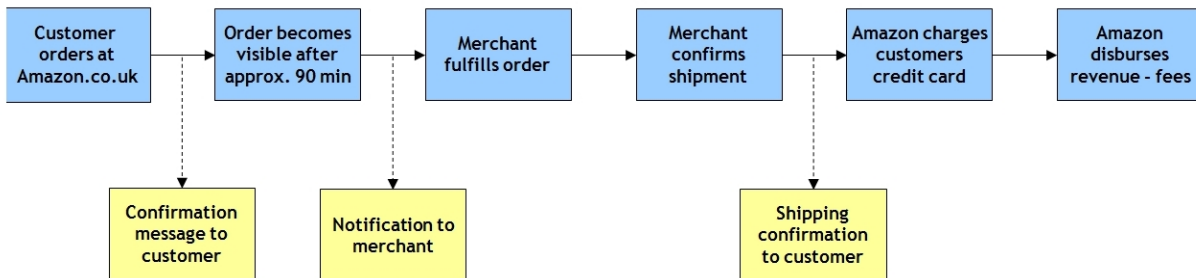 Customer
orders at
Amazon.co.uk
Order becomes
visible after
approx. 90 min
Merchant
fulfills order
Merchant
confirms
shipment
Amazon charges
customers
credit card
Amazon
disburses
revenue - fees
Confirmation
message to
customer
Notification to
merchant
Shipping
confirmation
to customer